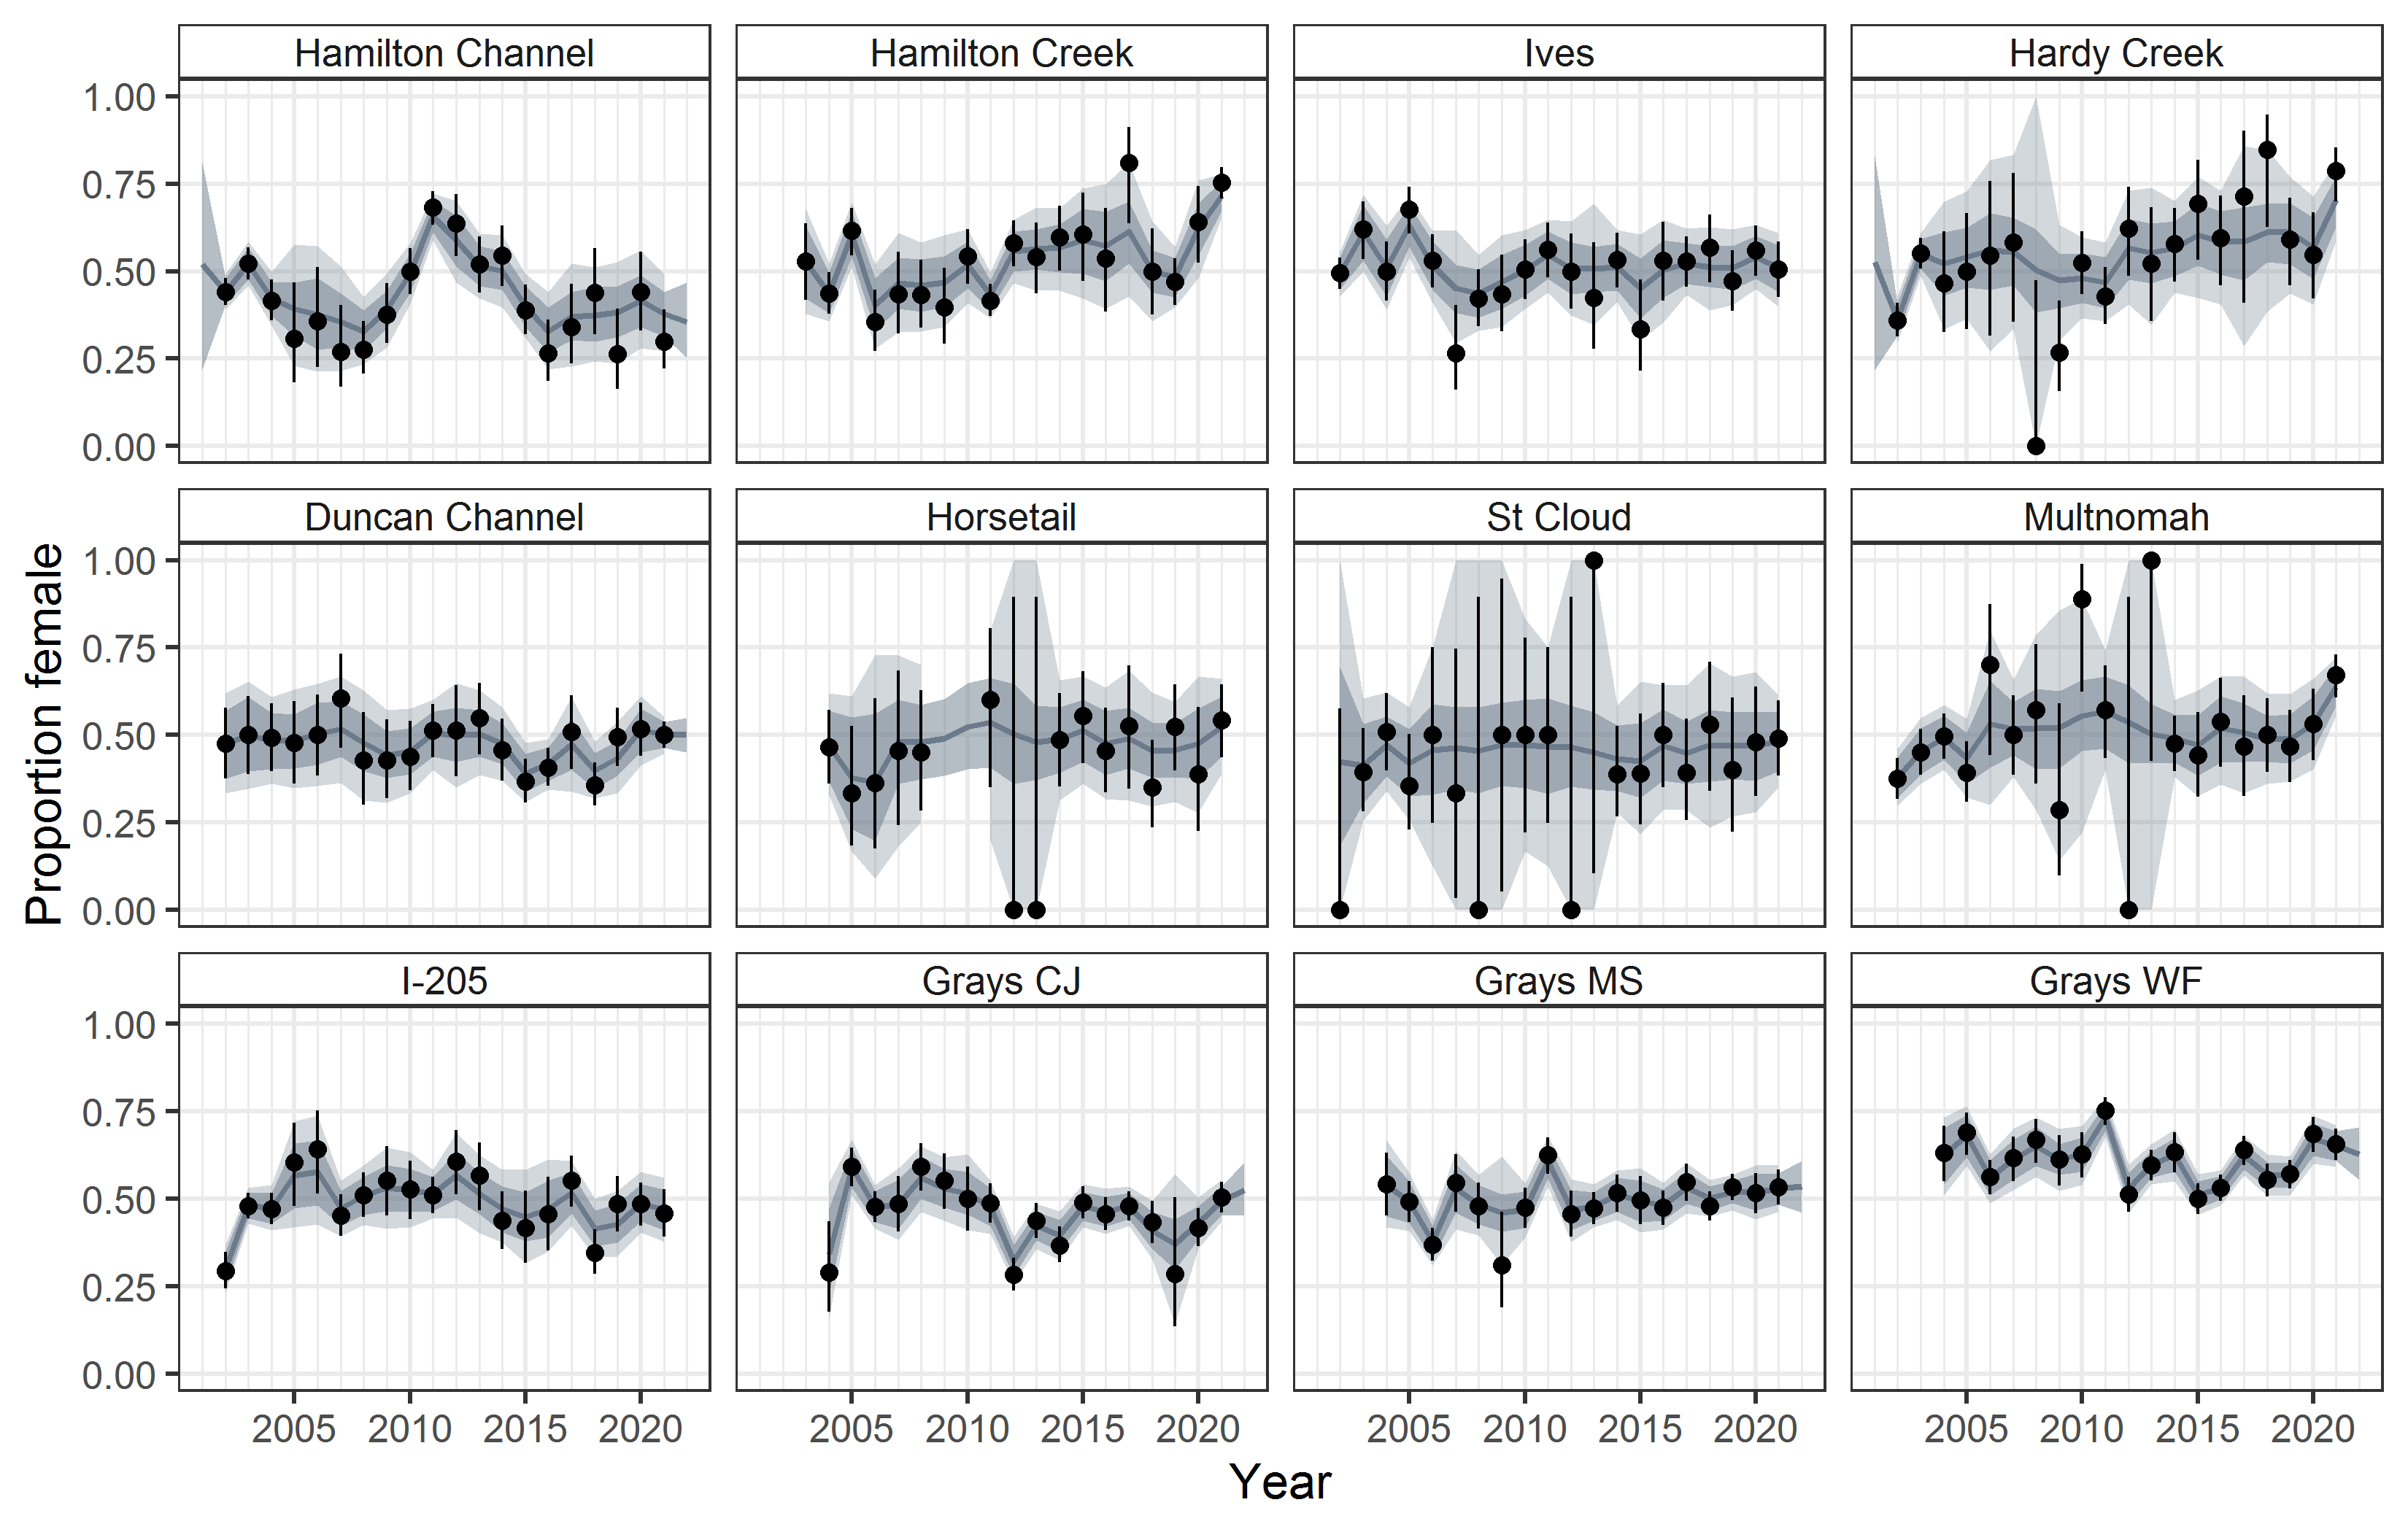 Hamilton Channel
Hamilton Creek
Ives
Hardy Creek
1.00
0.75
0.50
0.25
0.00
Duncan Channel
Horsetail
St Cloud
Multnomah
1.00
0.75
0.50
0.25
0.00
Proportion female
I-205
Grays CJ
Grays MS
Grays WF
1.00
0.75
0.50
0.25
0.00
2005 2010 2015 2020
2005 2010 2015 2020
2005 2010 2015 2020
2005 2010 2015 2020
Year